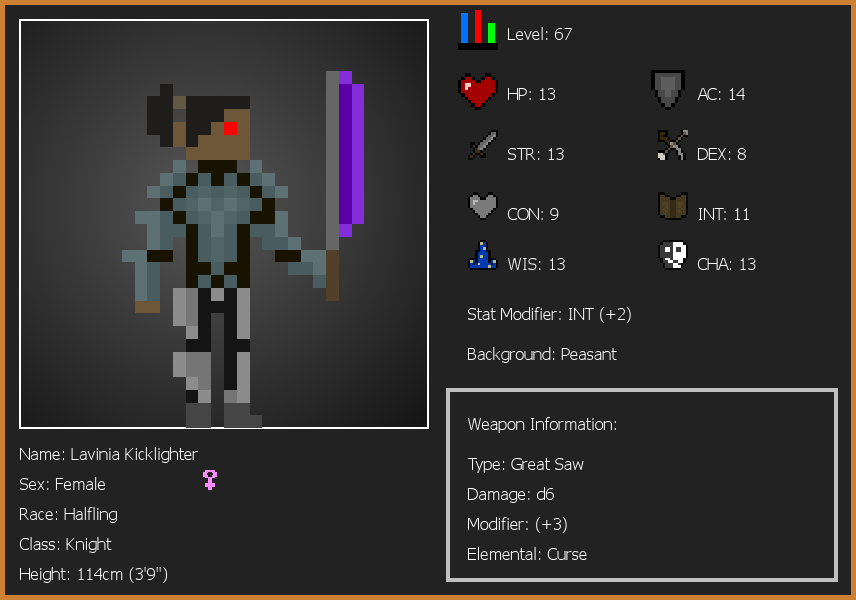 Level: 67
HP: 13
AC: 14
STR: 13
DEX: 8
CON: 9
INT: 11
WIS: 13
CHA: 13
Stat Modifier: INT (+2)
Background: Peasant
Weapon Information:
Type: Great Saw
Damage: d6
Modifier: (+3)
Elemental: Curse
Name: Lavinia Kicklighter
Sex: Female
Race: Halfling
Class: Knight
Height: 114cm (3'9")